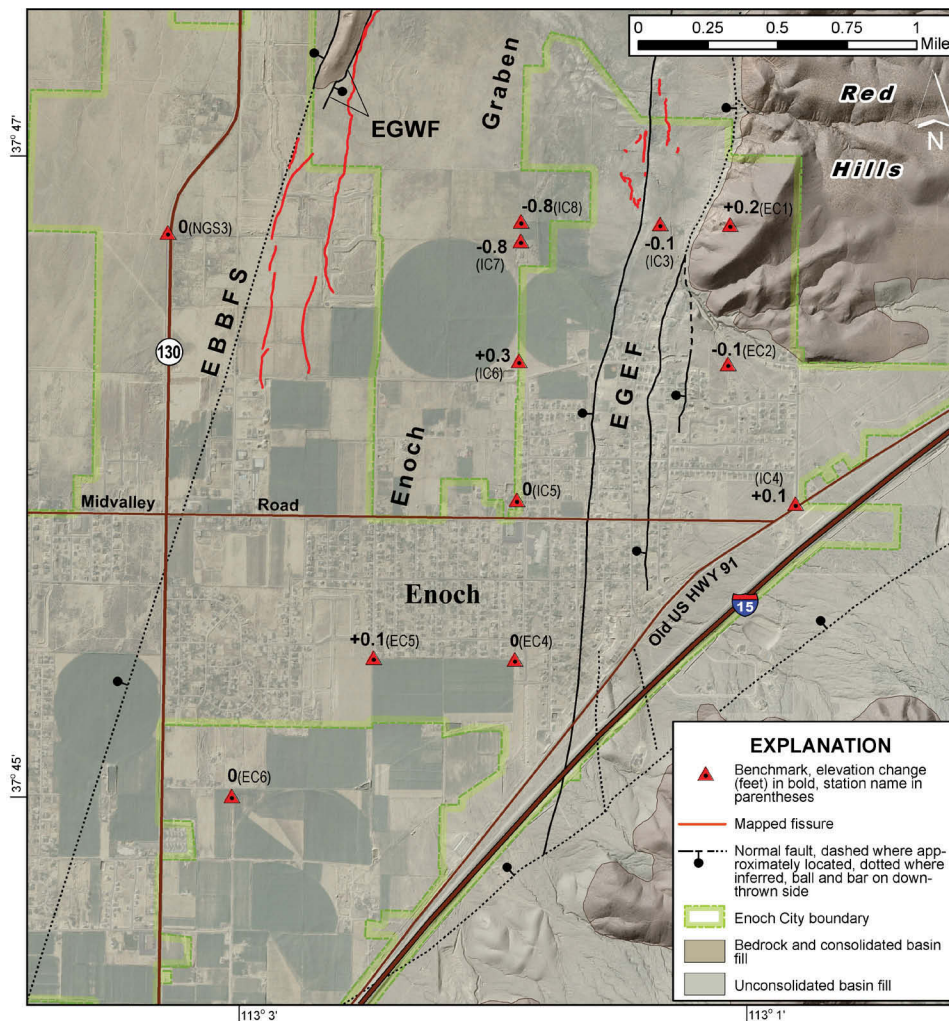 0 0.25 0.5 0.75 1
Mile
Red
Hills
N
37° 47'
Graben
EGWF
-0.8(IC8)
+0.2(EC1)
0(NGS3)
-0.8
(IC7)
-0.1
(IC3)
EBBFS
130
+0.3
(IC6)
-0.1(EC2)
EGEF
Enoch
(IC4)
+0.1
0(IC5)
Midvalley Road
Enoch
Old US HWY 91
15
+0.1(EC5)
0(EC4)
37° 45'
0(EC6)
EXPLANATION
Benchmark, elevation change
(feet) in bold, station name in
parentheses
Mapped fissure
Normal fault, dashed where app-
roximately located, dotted where
inferred, ball and bar on down-
thrown side
Enoch City boundary
Bedrock and consolidated basin
fill
Unconsolidated basin fill
113° 3'
113° 1'